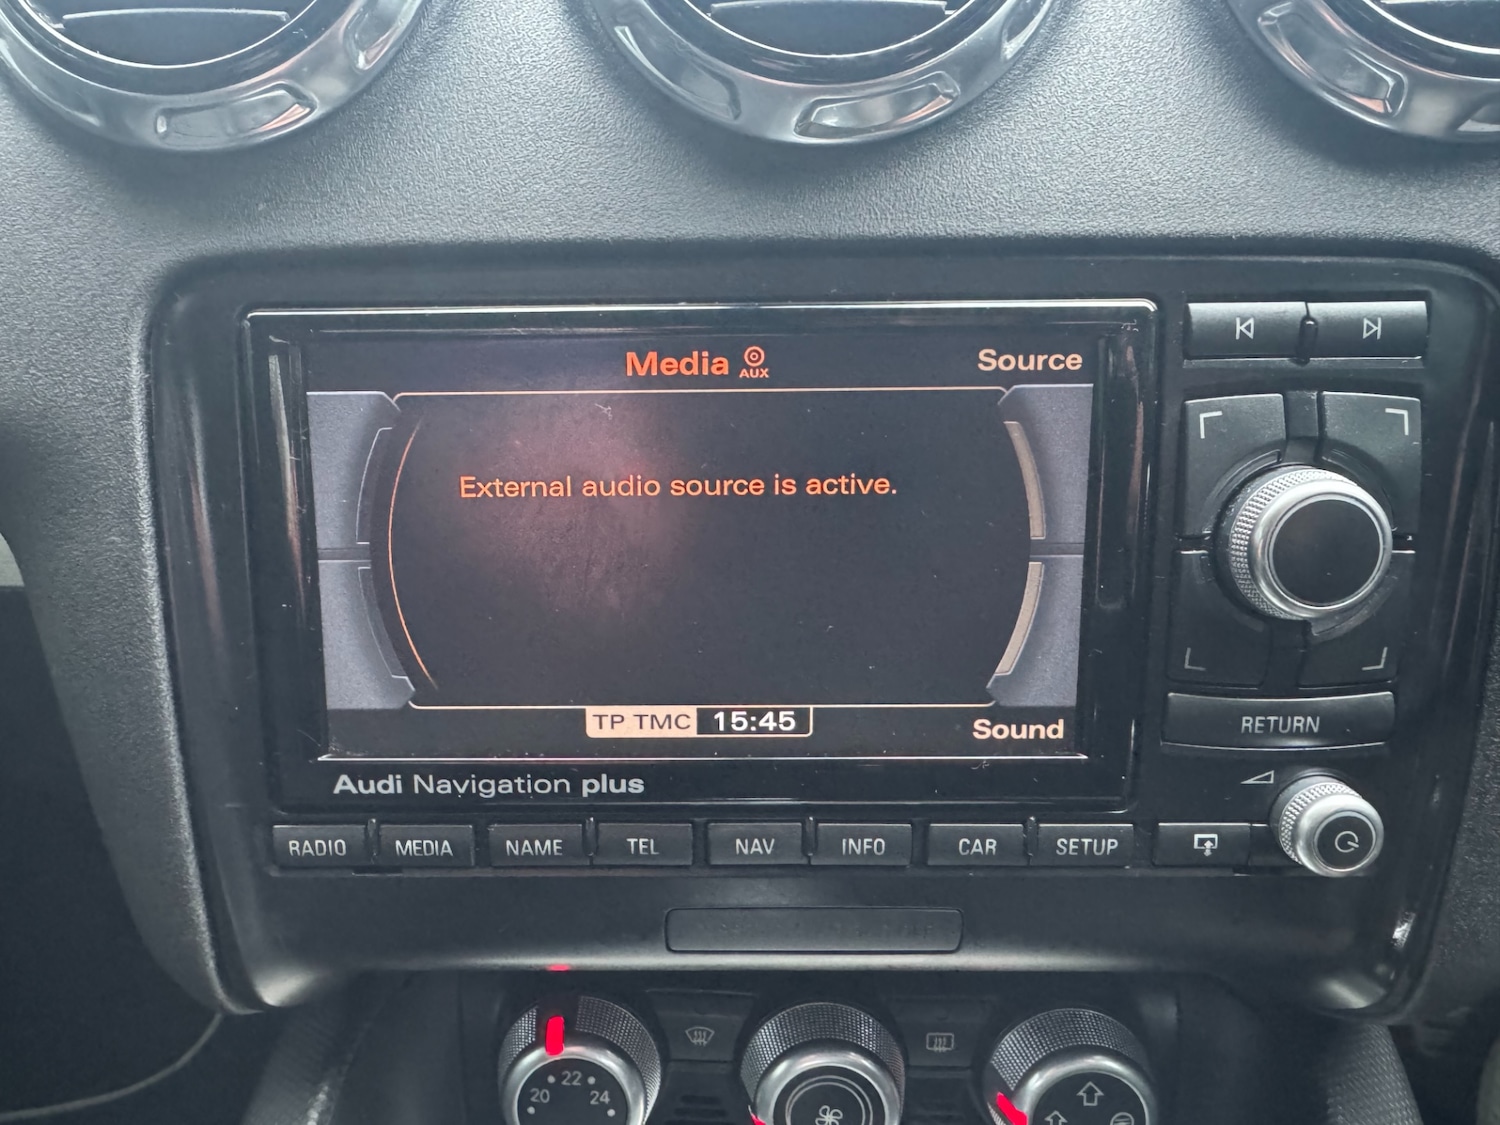 Media AUX
Source
External audio source is active.
TP TMC 15:45
Sound
Audi Navigation plus
RETURN
RADIO MEDIA NAME TEL NAV INFO CAR SETUP
22
20 24